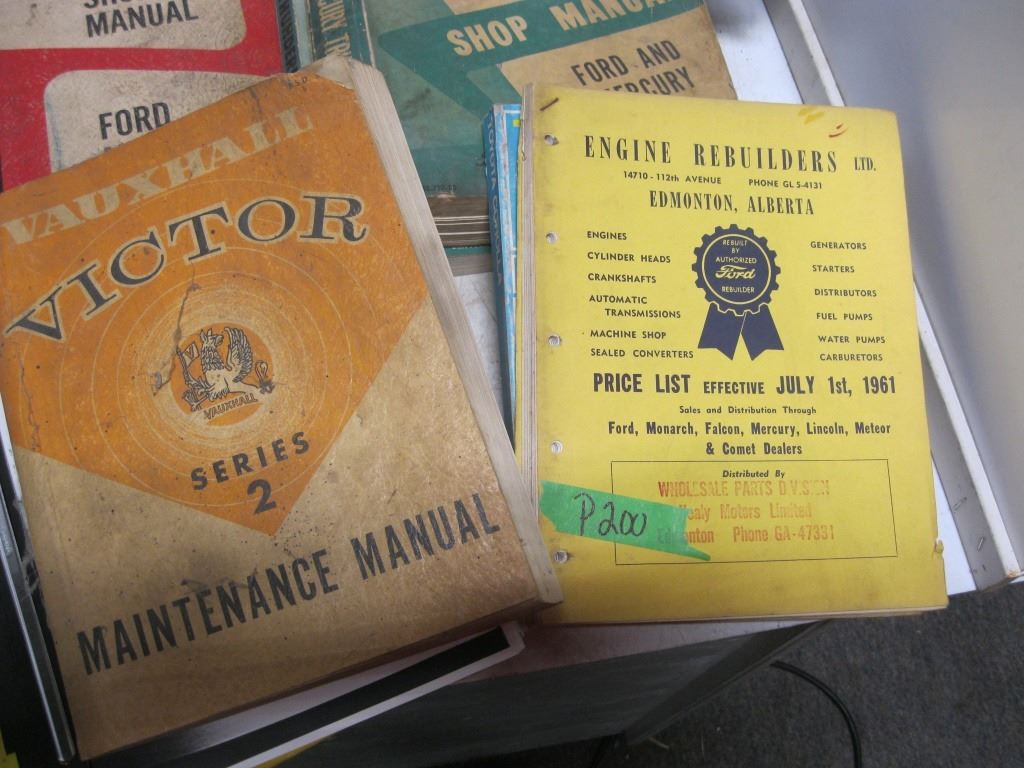 SHOP MANUAL
FORD
SHOP MANUAL
FORD AND
MERCURY
VAUXHALL
VICTOR
VAUXHALL
SERIES
2
MAINTENANCE MANUAL
ENGINE REBUILDERS LTD.
14710 - 112th AVENUE PHONE GL 5-4131
EDMONTON, ALBERTA
ENGINES
CYLINDER HEADS
CRANKSHAFTS
AUTOMATIC
TRANSMISSIONS
MACHINE SHOP
SEALED CONVERTERS
REBUILT
BY
AUTHORIZED
Ford
REBUILDER
GENERATORS
STARTERS
DISTRIBUTORS
FUEL PUMPS
WATER PUMPS
CARBURETORS
PRICE LIST EFFECTIVE JULY 1st, 1961
Sales and Distribution Through
Ford, Monarch, Falcon, Mercury, Lincoln, Meteor
& Comet Dealers
Distributed By
WHOLESALE PARTS
Motors Limited
Phone GA-47331
P200